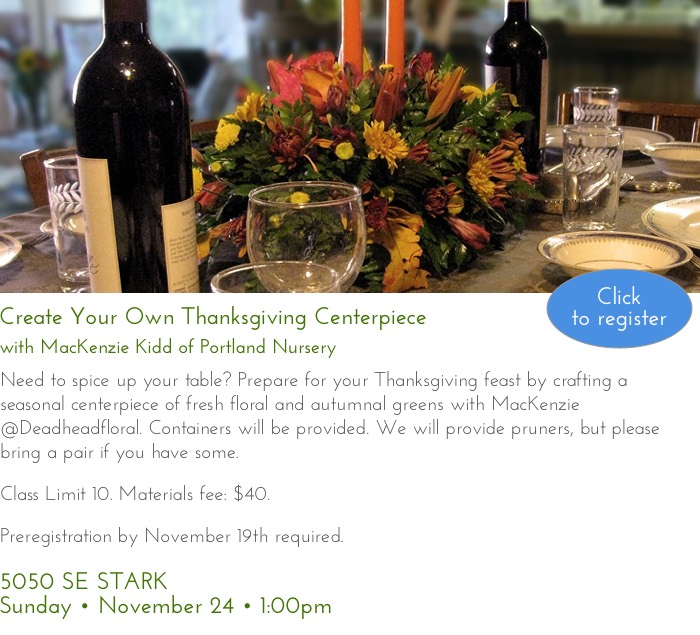 Create Your Own Thanksgiving Centerpiece
Click
to register
with MacKenzie Kidd of Portland Nursery
Need to spice up your table? Prepare for your Thanksgiving feast by crafting a
seasonal centerpiece of fresh floral and autumnal greens with MacKenzie
@Deadheadfloral. Containers will be provided. We will provide pruners, but please
bring a pair if you have some.
Class Limit 10. Materials fee: $40.
Preregistration by November 19th required.
5050 SE STARK
Sunday • November 24 • 1:00pm